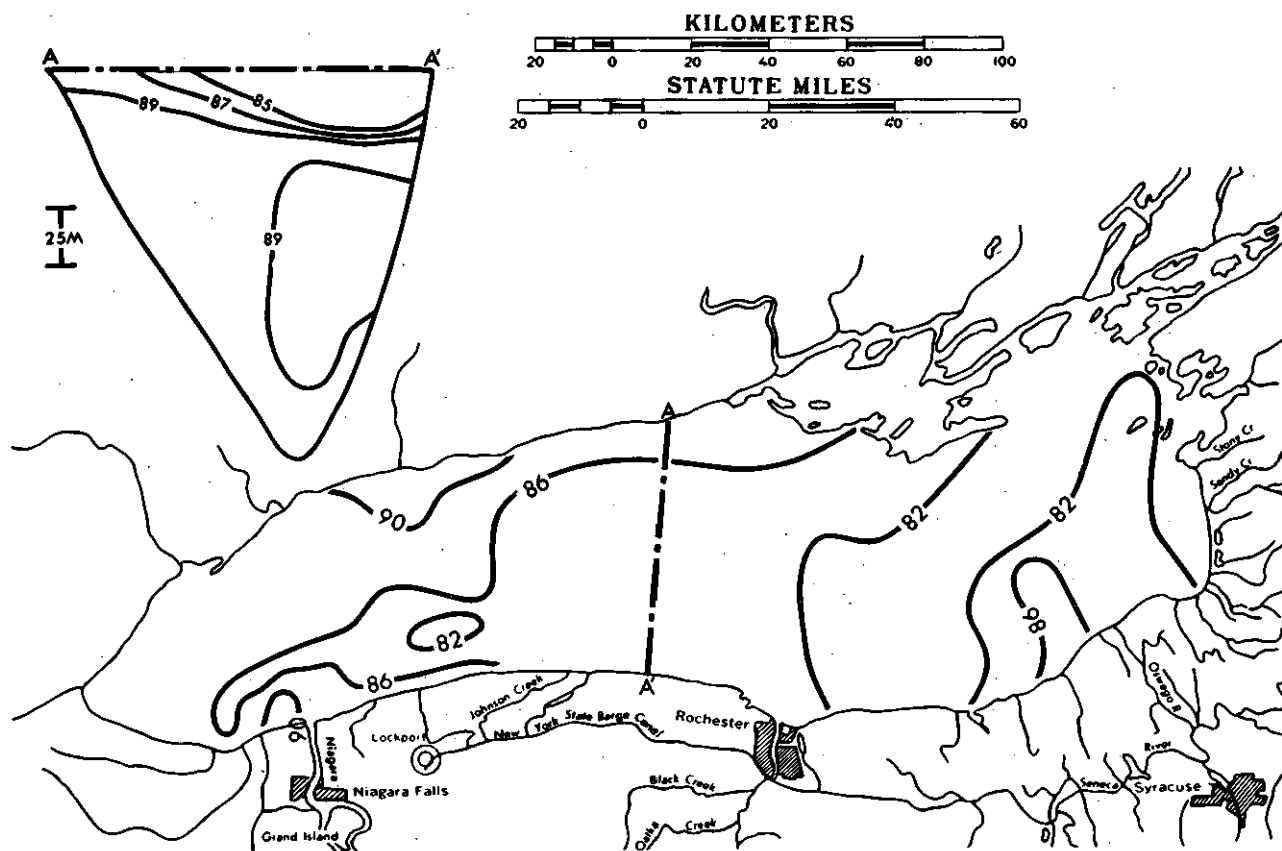 KILOMETERS
20 0 20 40 60 80 100
STATUTE MILES
20 0 20 40 60
A A'
89 87 85
25M
89
A
Stony Cr
Sandy Cr
86
90
82
82
82
86
86
90
A'
Johnson Creek
New York State Barge Canal
Lockport
Rochester
Niagara
Niagara Falls
Grand Island
Black Creek
Oatka Creek
Oswego R
Seneca River
Syracuse